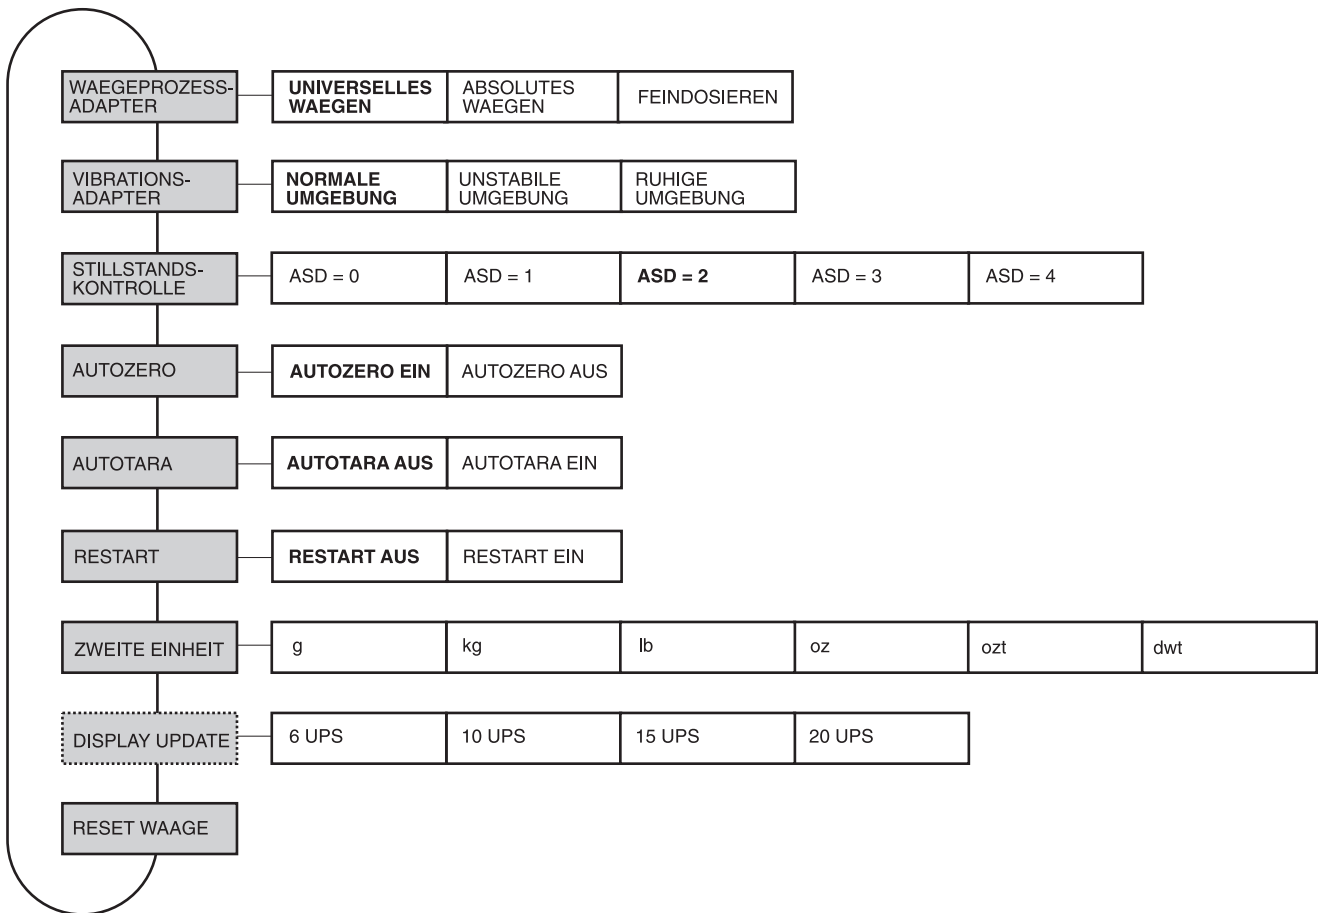 WAEGEPROZESS-
ADAPTER
UNIVERSELLES
WAEGEN
ABSOLUTES
WAEGEN
FEINDOSIEREN
VIBRATIONS-
ADAPTER
NORMALE
UMGEBUNG
UNSTABILE
UMGEBUNG
RUHIGE
UMGEBUNG
STILLSTANDS-
KONTROLLE
ASD = 0
ASD = 1
ASD = 2
ASD = 3
ASD = 4
AUTOZERO
AUTOZERO EIN
AUTOZERO AUS
AUTOTARA
AUTOTARA AUS
AUTOTARA EIN
RESTART
RESTART AUS
RESTART EIN
ZWEITE EINHEIT
g
kg
lb
oz
ozt
dwt
DISPLAY UPDATE
6 UPS
10 UPS
15 UPS
20 UPS
RESET WAAGE